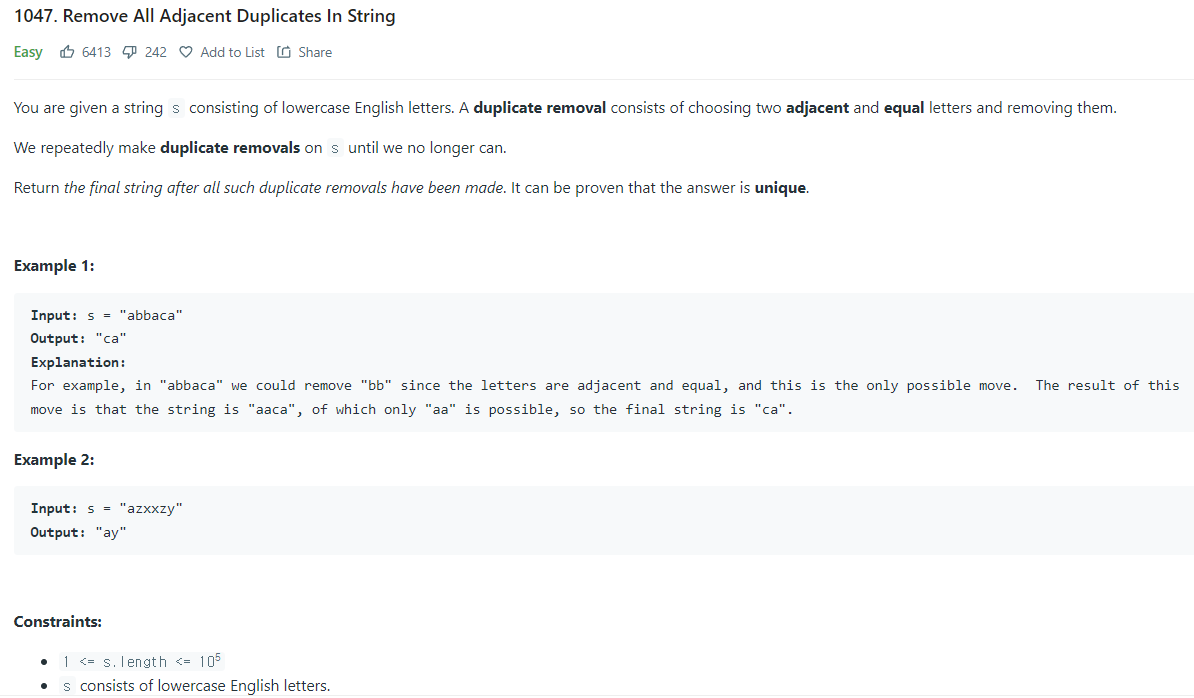 1047. Remove All Adjacent Duplicates In String
Easy 6413 242 Add to List Share
You are given a string s consisting of lowercase English letters. A duplicate removal consists of choosing two adjacent and equal letters and removing them.
We repeatedly make duplicate removals on s until we no longer can.
Return the final string after all such duplicate removals have been made. It can be proven that the answer is unique.
Example 1:
Input: s = "abbaca"
Output: "ca"
Explanation:
For example, in "abbaca" we could remove "bb" since the letters are adjacent and equal, and this is the only possible move.  The result of this
move is that the string is "aaca", of which only "aa" is possible, so the final string is "ca".
Example 2:
Input: s = "azxxzy"
Output: "ay"
Constraints:
• 1 <= s.length <= 10⁵
• s consists of lowercase English letters.